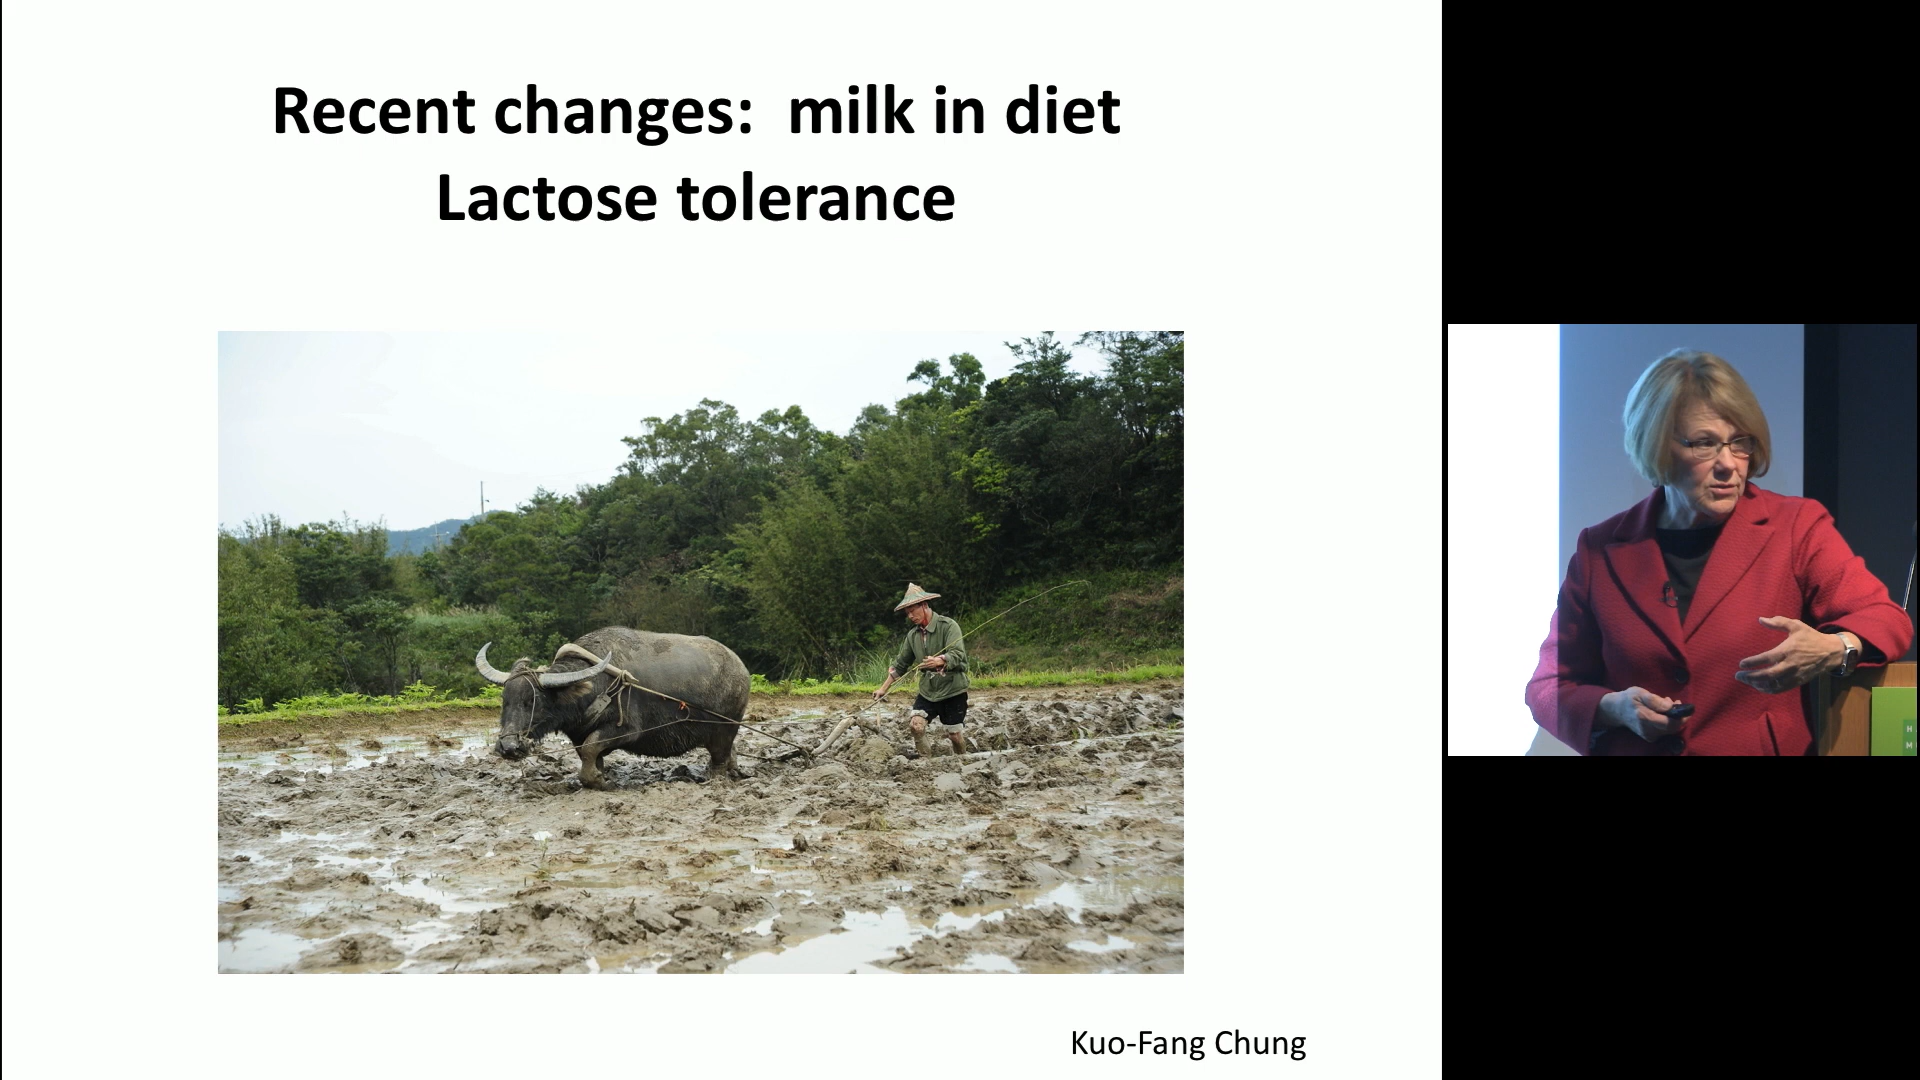 Recent changes:  milk in diet
Lactose tolerance
Kuo-Fang Chung
H
M